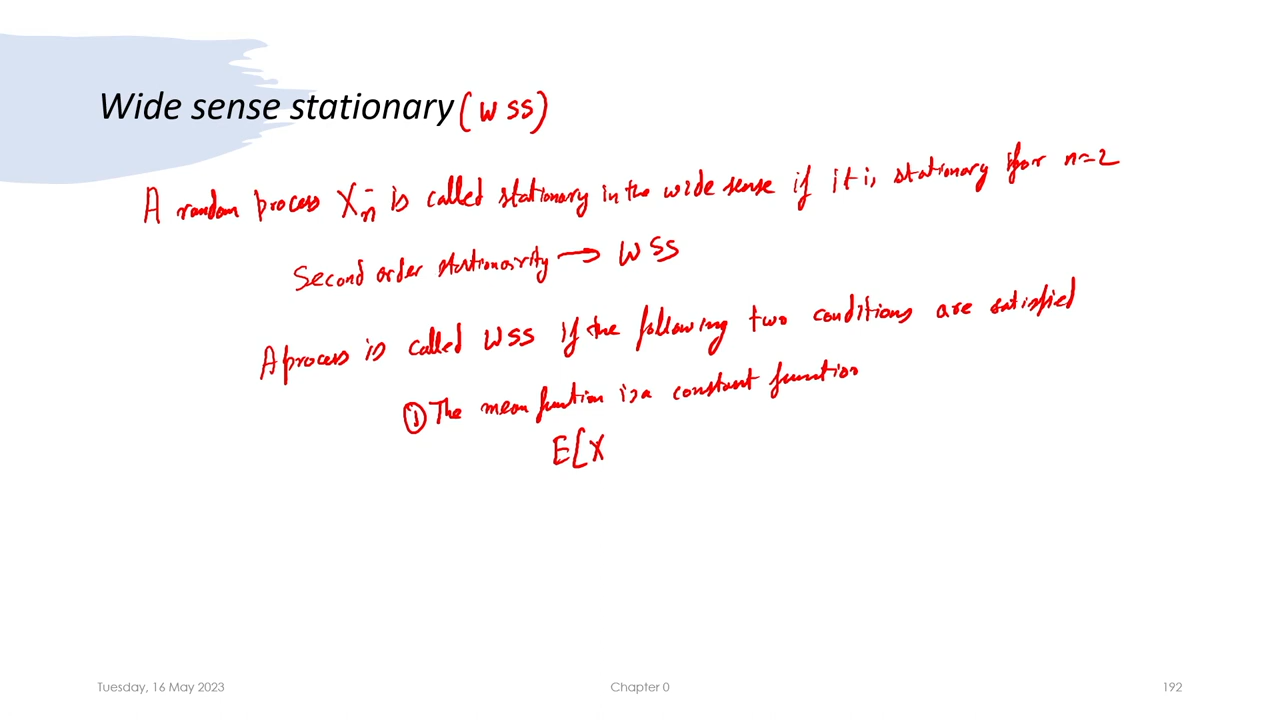 Wide sense stationary (WSS)
A random process Xn is called stationary in the wide sense if it is stationary for n=2
Second order stationarity → WSS
A process is called WSS if the following two conditions are satisfied
① The mean function is a constant function
E[X
Tuesday, 16 May 2023
Chapter 0
192